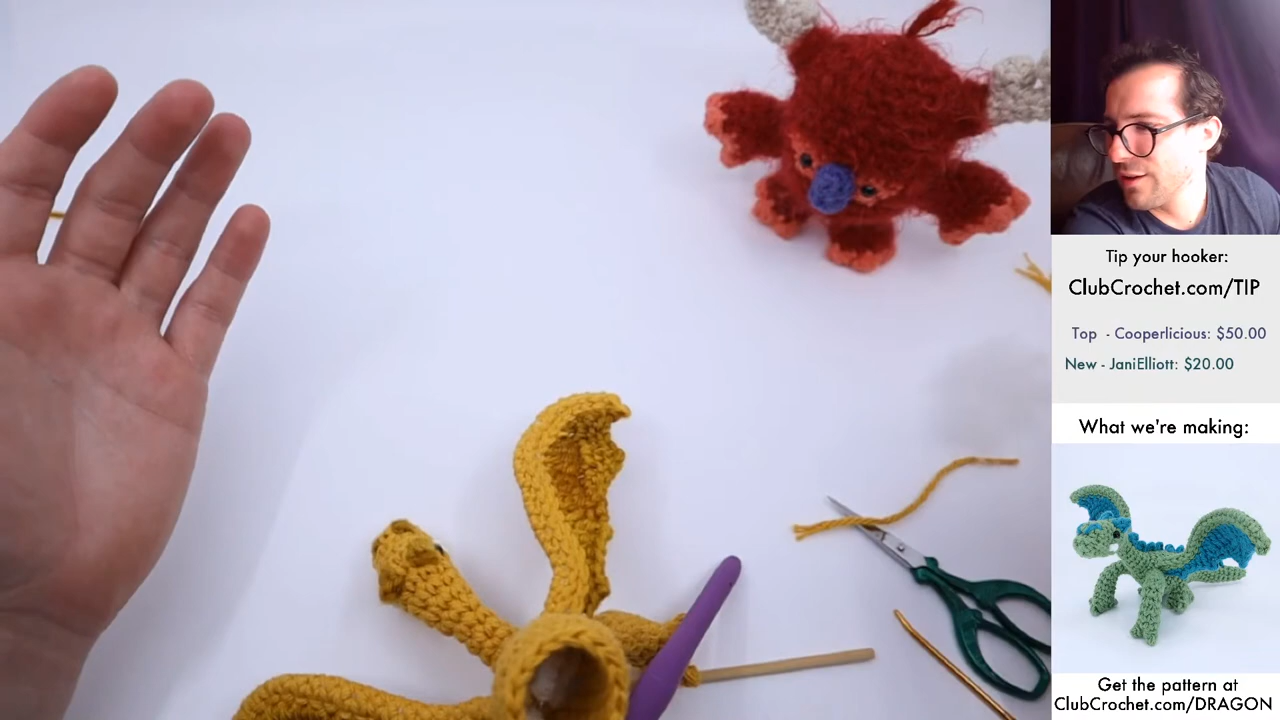 Tip your hooker:
ClubCrochet.com/TIP
Top - Cooperlicious: $50.00
New - JaniElliott: $20.00
What we're making:
Get the pattern at
ClubCrochet.com/DRAGON